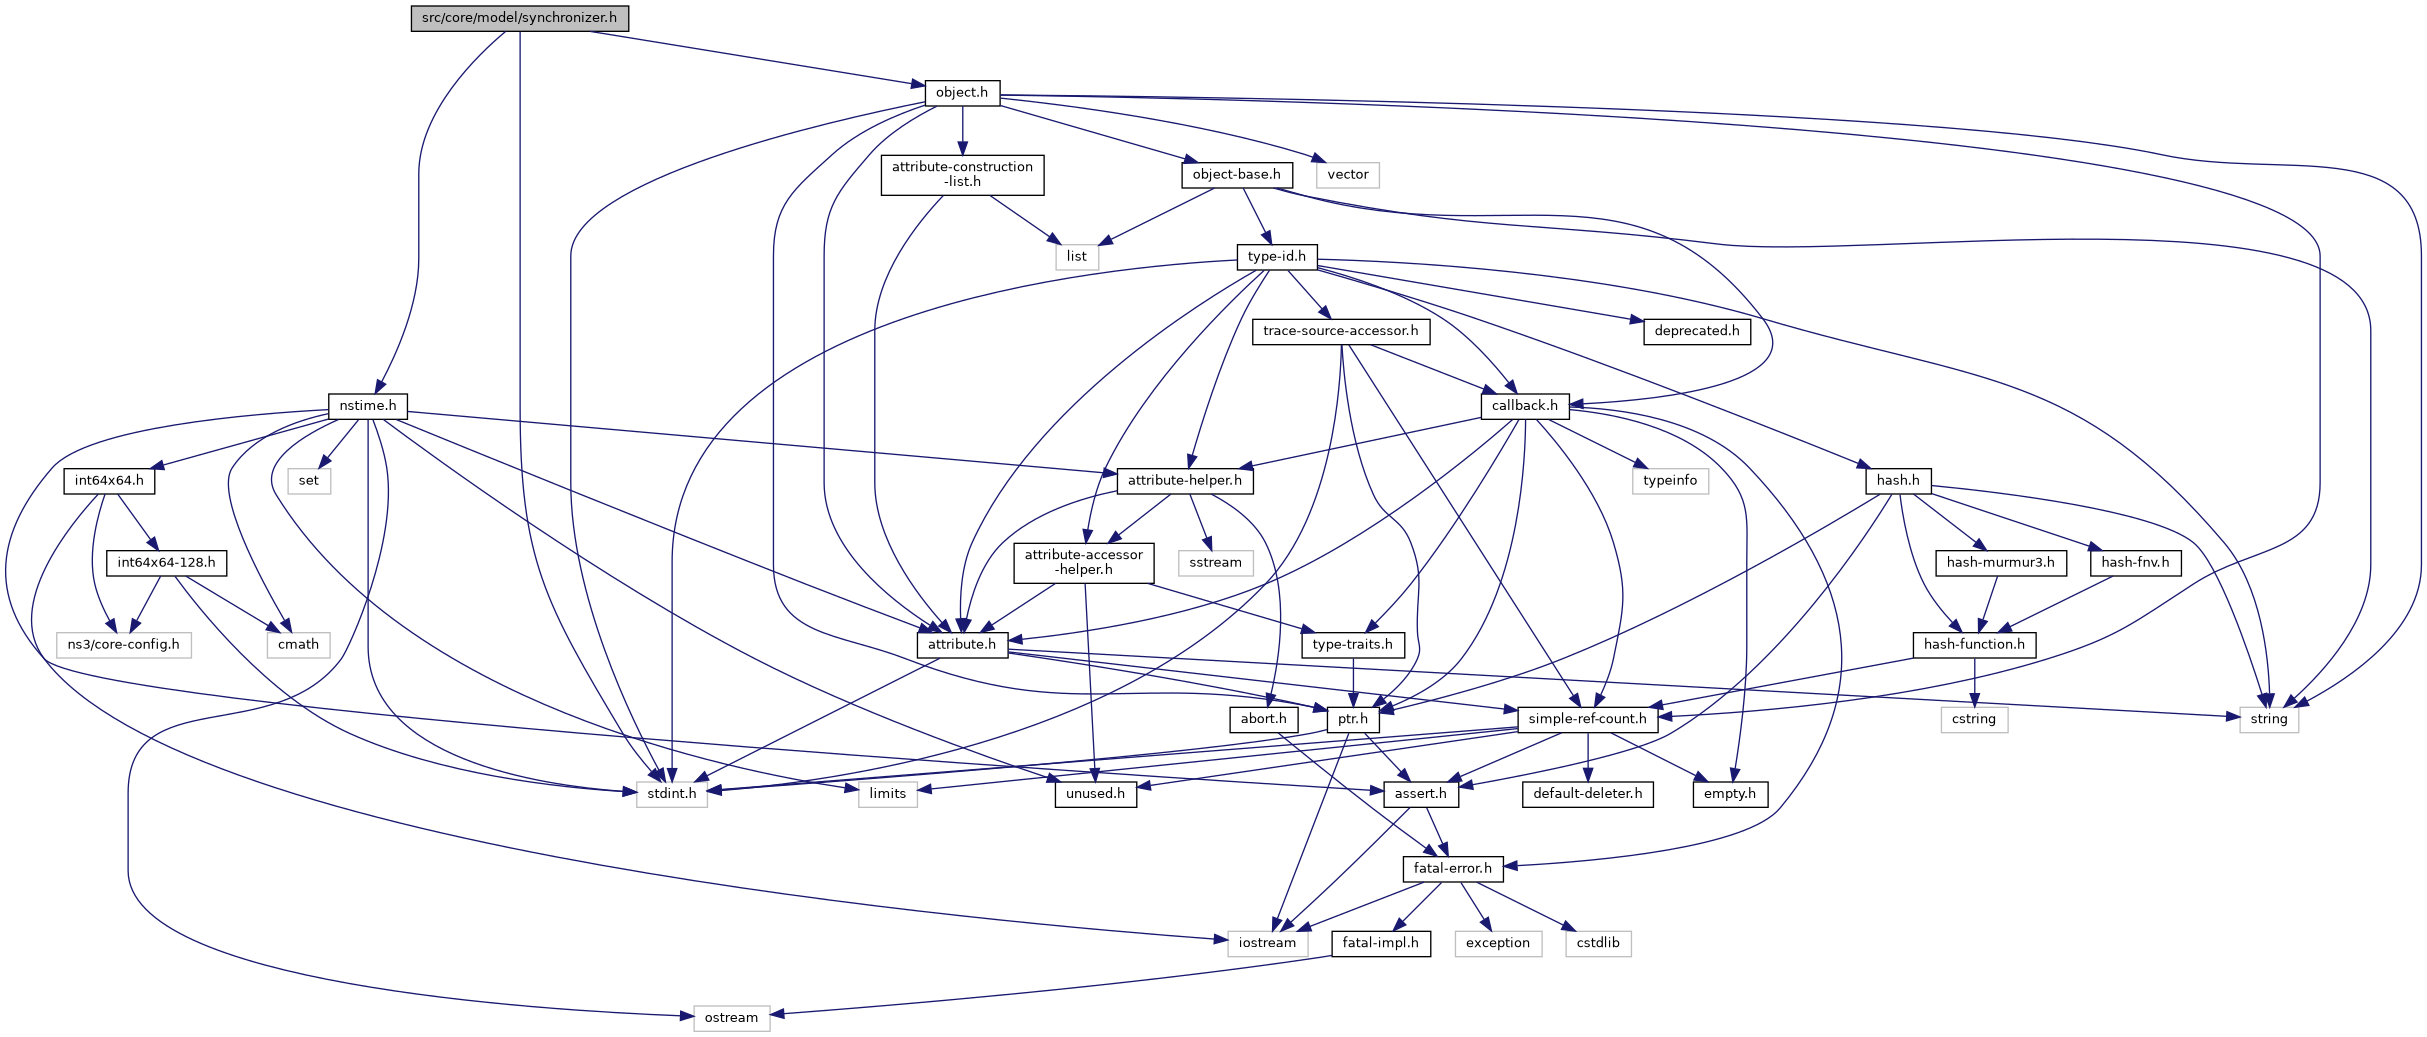 src/core/model/synchronizer.h
object.h
attribute-construction
-list.h
object-base.h
vector
list
type-id.h
trace-source-accessor.h
deprecated.h
nstime.h
callback.h
int64x64.h
set
attribute-helper.h
typeinfo
hash.h
int64x64-128.h
attribute-accessor
-helper.h
sstream
hash-murmur3.h
hash-fnv.h
ns3/core-config.h
cmath
attribute.h
type-traits.h
hash-function.h
abort.h
ptr.h
simple-ref-count.h
cstring
string
stdint.h
limits
unused.h
assert.h
default-deleter.h
empty.h
fatal-error.h
iostream
fatal-impl.h
exception
cstdlib
ostream